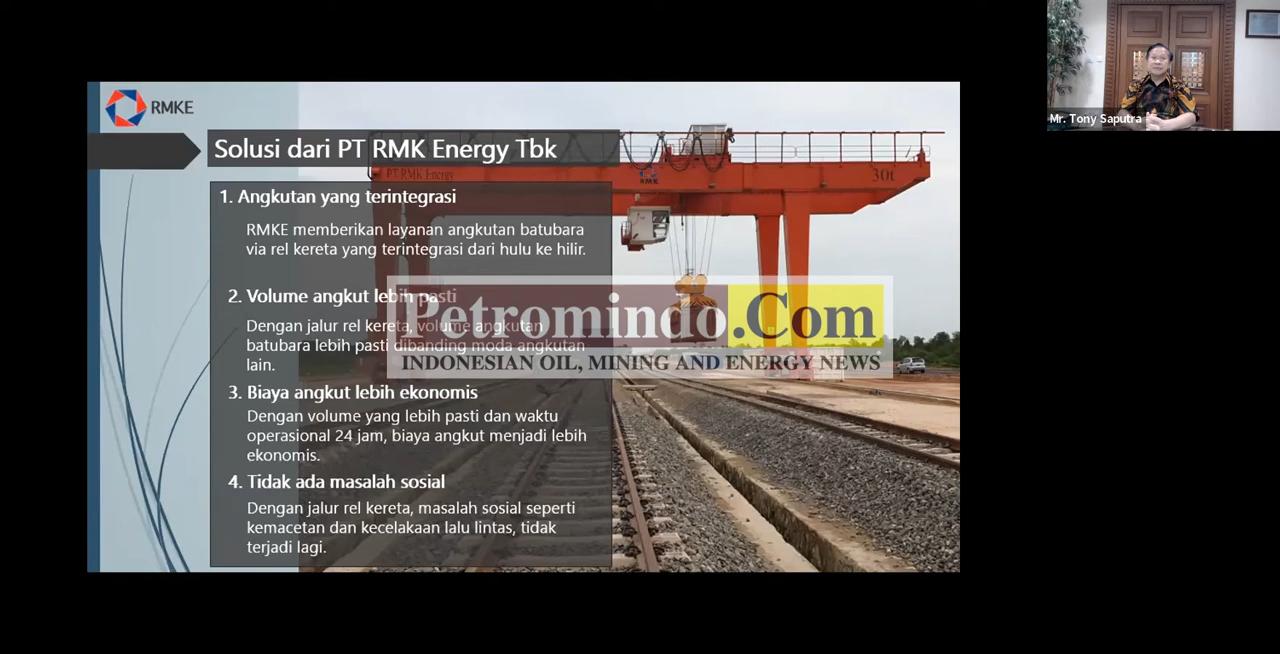 RMKE
Mr. Tony Saputra
Solusi dari PT RMK Energy Tbk
PT RMK Energy
30t
RMK
1. Angkutan yang terintegrasi
RMKE memberikan layanan angkutan batubara
via rel kereta yang terintegrasi dari hulu ke hilir.
2. Volume angkut lebih pasti
Dengan jalur rel kereta, volume angkutan
batubara lebih pasti dibanding moda angkutan
lain.
Petromindo.Com
INDONESIAN OIL, MINING AND ENERGY NEWS
3. Biaya angkut lebih ekonomis
Dengan volume yang lebih pasti dan waktu
operasional 24 jam, biaya angkut menjadi lebih
ekonomis.
4. Tidak ada masalah sosial
Dengan jalur rel kereta, masalah sosial seperti
kemacetan dan kecelakaan lalu lintas, tidak
terjadi lagi.